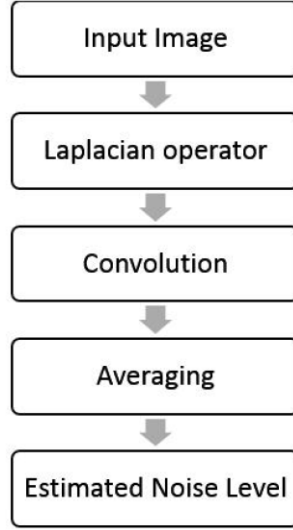 Input Image
Laplacian operator
Convolution
Averaging
Estimated Noise Level